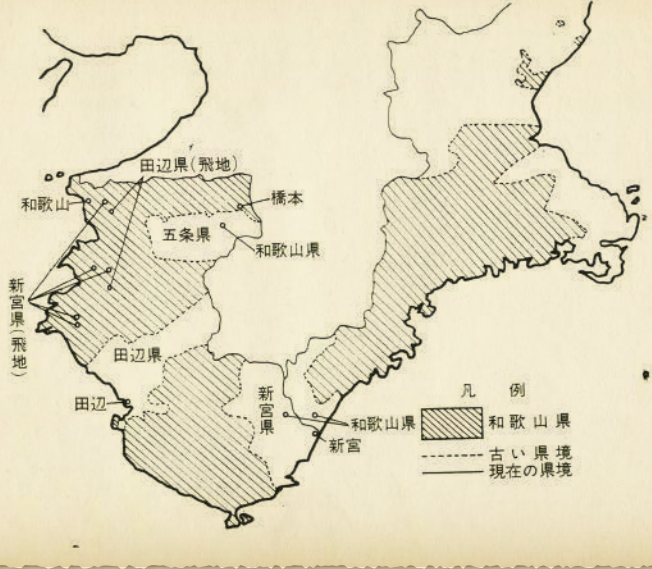 田辺県(飛地)
和歌山
橋本
五条県
和歌山県
新宮県(飛地)
田辺県
田辺
新宮県
和歌山県
新宮
凡例
和歌山県
古い県境
現在の県境